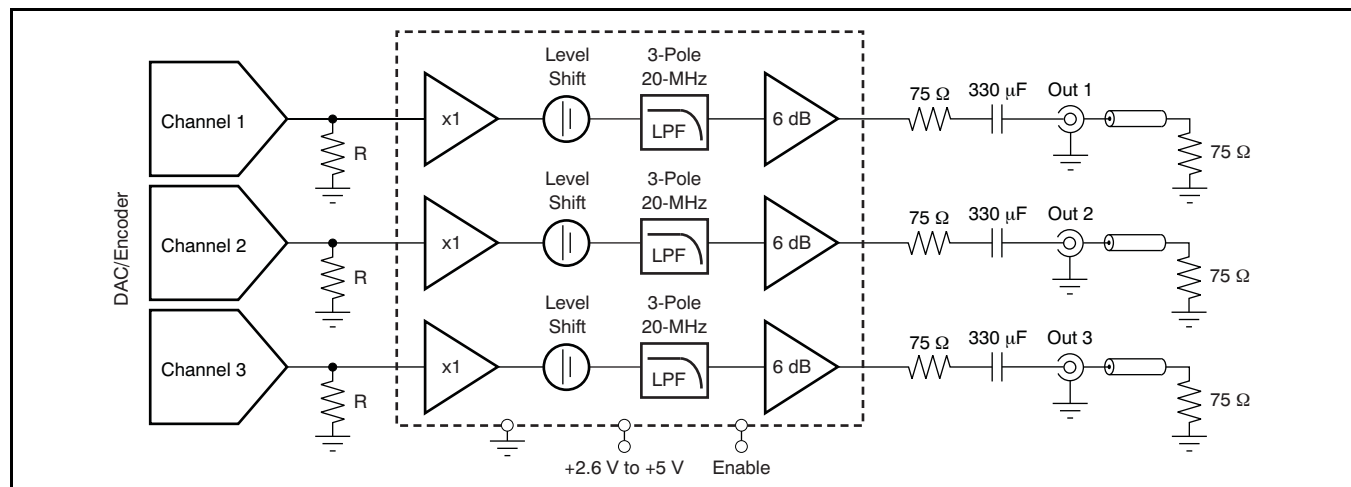 DAC/Encoder
Channel 1
R
x1
Level
Shift
3-Pole
20-MHz
LPF
6 dB
75 Ω
330 μF
Out 1
75 Ω
Channel 2
R
x1
Level
Shift
3-Pole
20-MHz
LPF
6 dB
75 Ω
330 μF
Out 2
75 Ω
Channel 3
R
x1
Level
Shift
3-Pole
20-MHz
LPF
6 dB
75 Ω
330 μF
Out 3
75 Ω
+2.6 V to +5 V
Enable